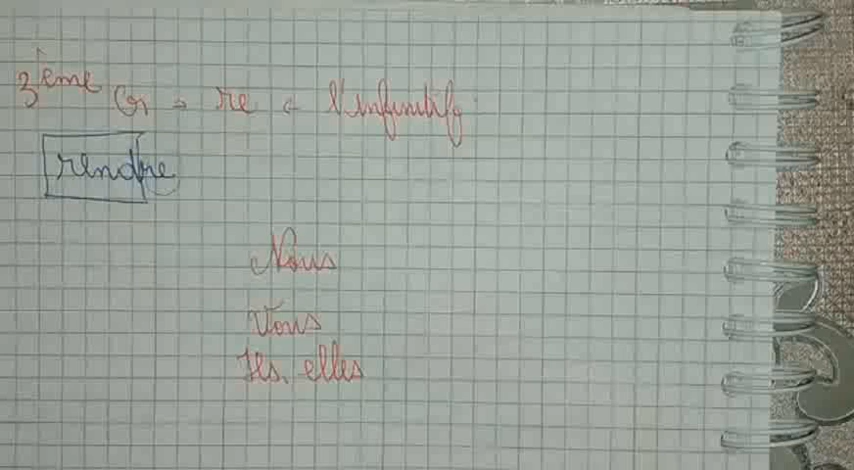 3ème Gr → re à l'infinitif
rendre
Nous
Vous
Ils, elles